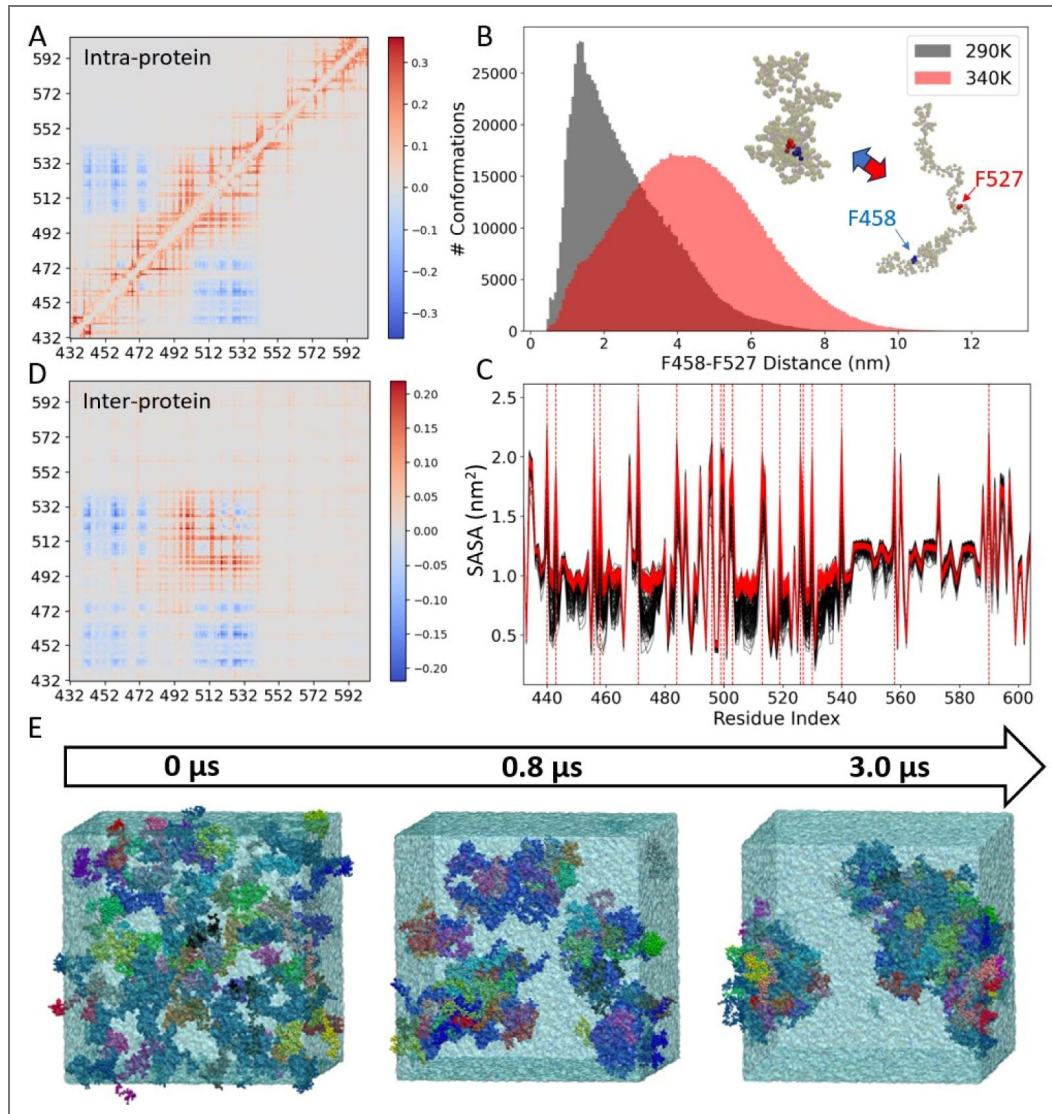 A
Intra-protein
592
572
552
532
512
492
472
452
432
432 452 472 492 512 532 552 572 592
0.3
0.2
0.1
0.0
−0.1
−0.2
−0.3
B
290K
340K
# Conformations
25000
20000
15000
10000
5000
0
0 2 4 6 8 10 12
F458-F527 Distance (nm)
F527
F458
D
Inter-protein
592
572
552
532
512
492
472
452
432
432 452 472 492 512 532 552 572 592
0.20
0.15
0.10
0.05
0.00
−0.05
−0.10
−0.15
−0.20
C
SASA (nm²)
2.5
2.0
1.5
1.0
0.5
440 460 480 500 520 540 560 580 600
Residue Index
E
0 µs 0.8 µs 3.0 µs